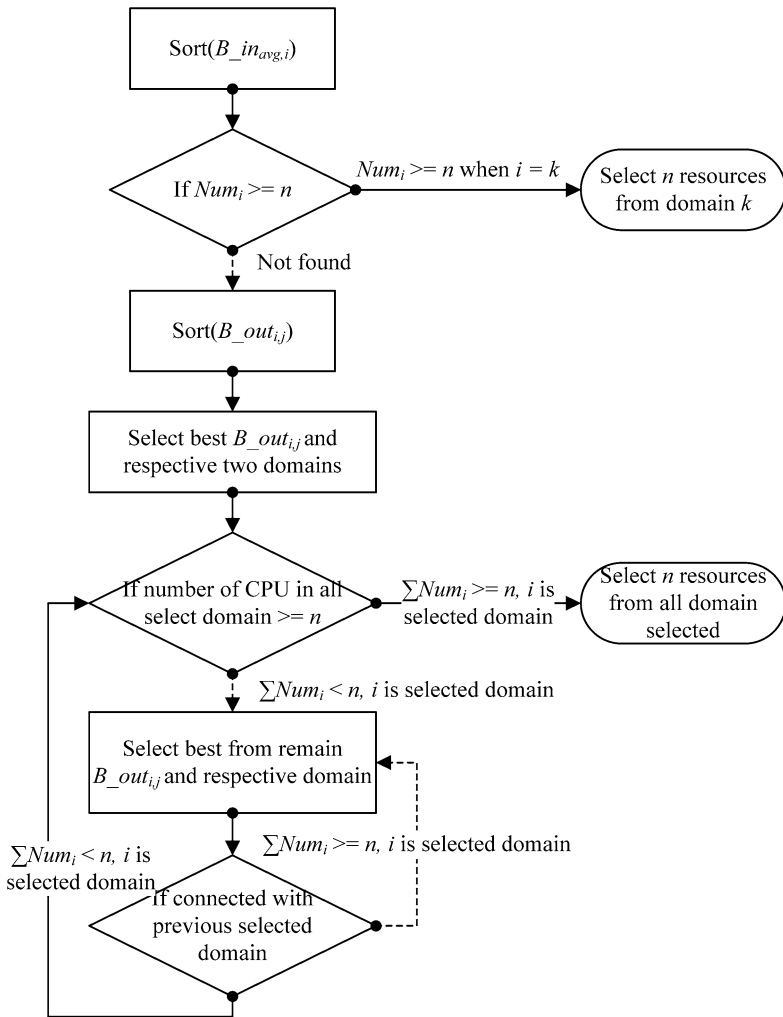 Sort(B_in_avg,i)
If Num_i >= n
Num_i >= n when i = k
Select n resources
from domain k
Not found
Sort(B_out_i,j)
Select best B_out_i,j and
respective two domains
If number of CPU in all
select domain >= n
∑Num_i >= n, i is
selected domain
Select n resources
from all domain
selected
∑Num_i < n, i is selected domain
Select best from remain
B_out_i,j and respective domain
∑Num_i >= n, i is selected domain
∑Num_i < n, i is
selected domain
If connected with
previous selected
domain